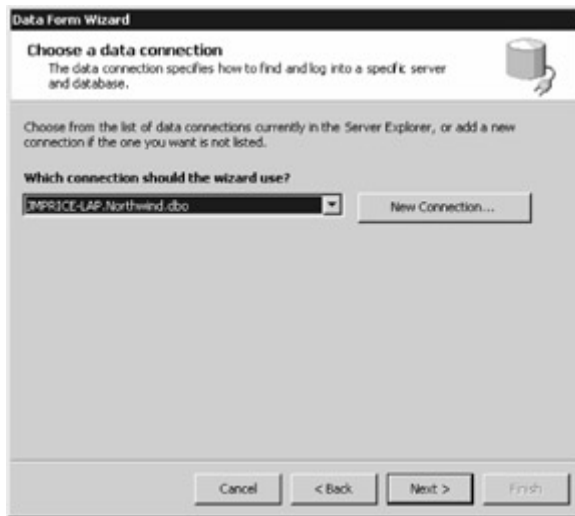 Data Form Wizard
Choose a data connection
The data connection specifies how to find and log into a specific server
and database.
Choose from the list of data connections currently in the Server Explorer, or add a new
connection if the one you want is not listed.
Which connection should the wizard use?
JMPRICE-LAP.Northwind.dbo
New Connection...
Cancel
< Back
Next >
Finish